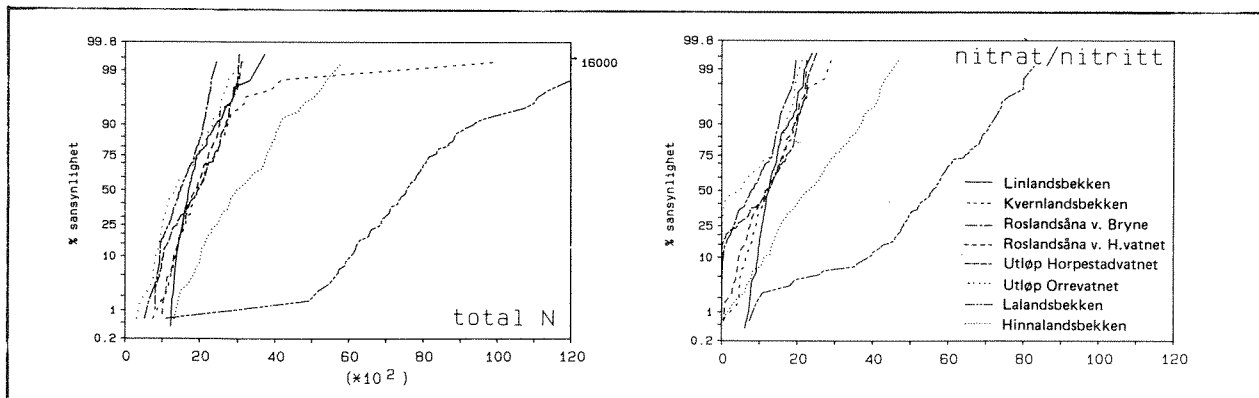 99.8
99
90
75
50
25
10
1
0.2
% sansynlighet
0 20 40 60 80 100 120
(*10²)
total N
16000
99.8
99
90
75
50
25
10
1
0.2
% sansynlighet
0 20 40 60 80 100 120
nitrat/nitritt
Linlandsbekken
Kvernlandsbekken
Roslandsåna v. Bryne
Roslandsåna v. H.vatnet
Utløp Horpestadvatnet
Utløp Orrevatnet
Lalandsbekken
Hinnalandsbekken